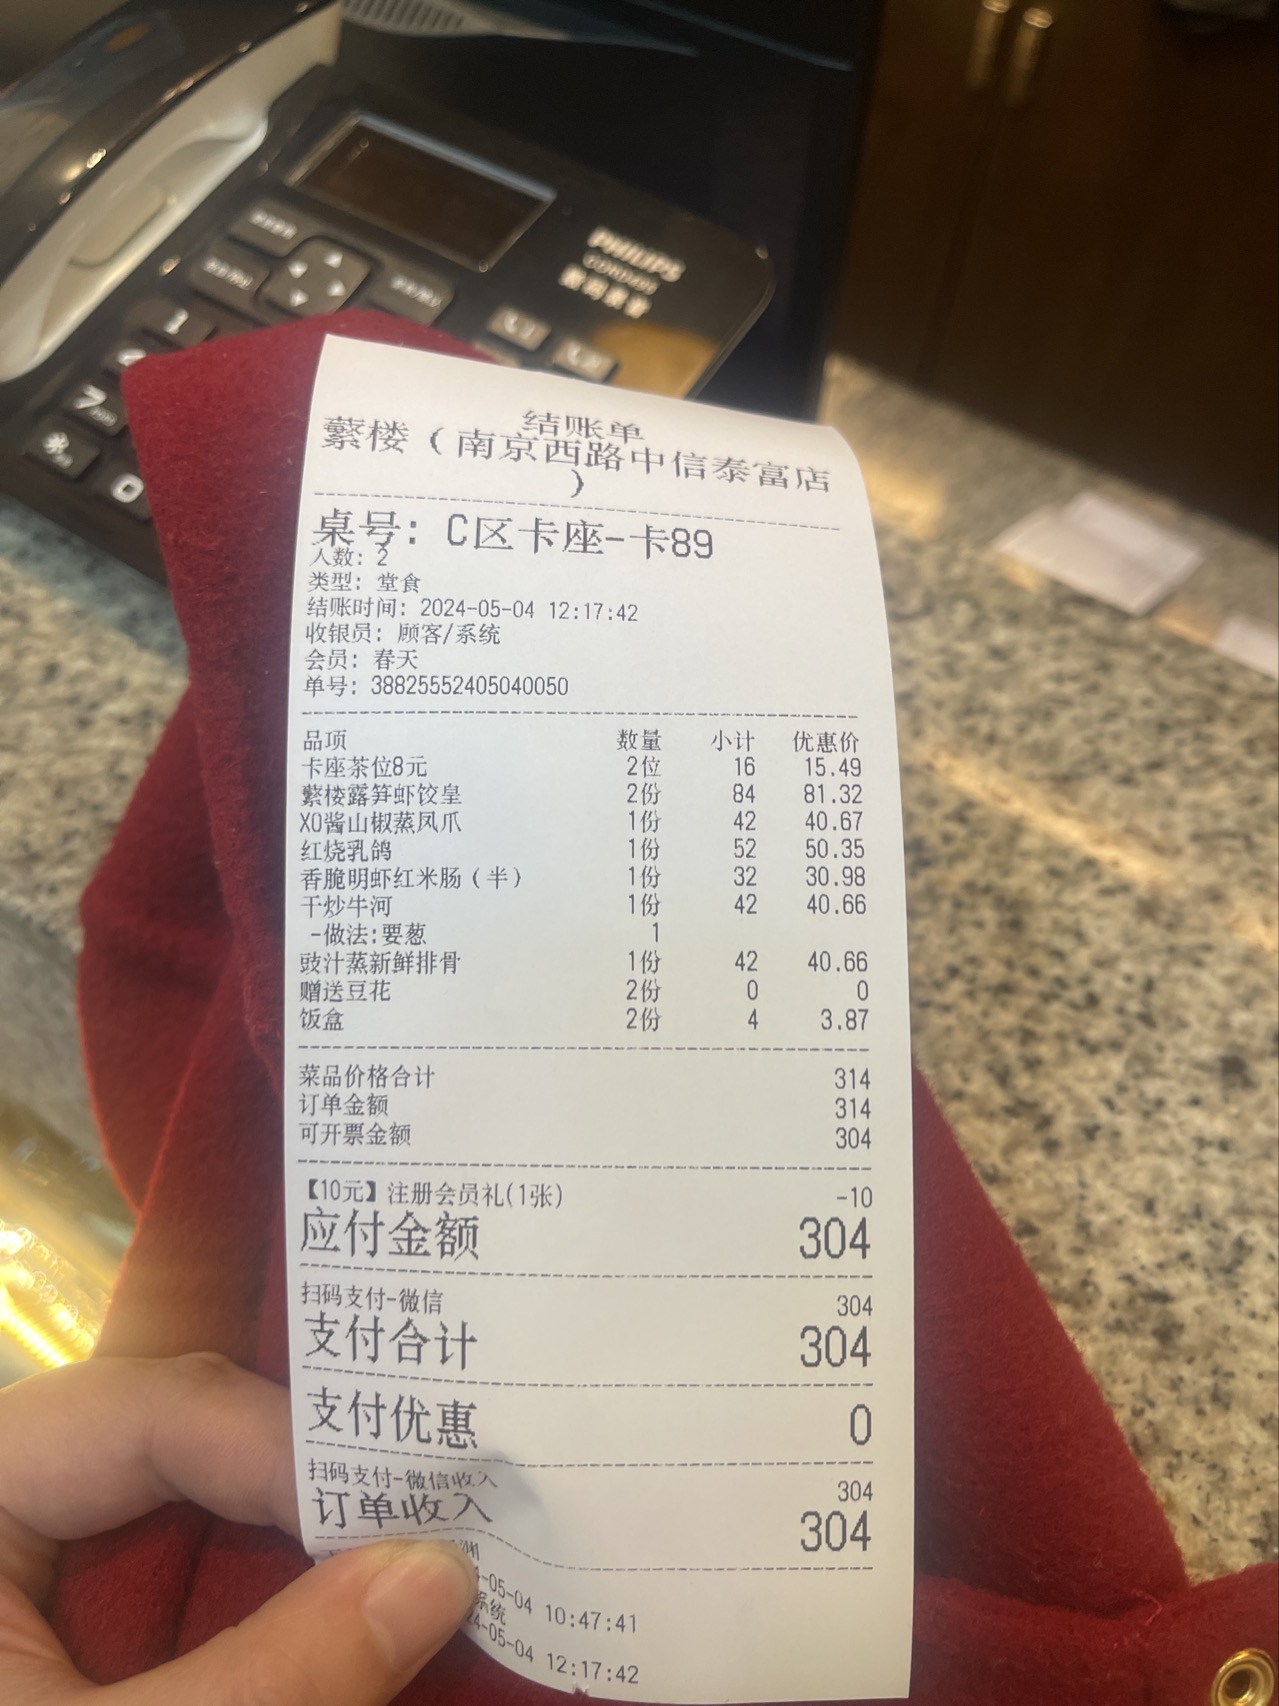 PHILIPS
1
7
0
结账单
蘩楼（南京西路中信泰富店
）
桌号: C区卡座-卡89
人数: 2
类型: 堂食
结账时间: 2024-05-04 12:17:42
收银员: 顾客/系统
会员: 春天
单号: 38825552405040050
品项 数量 小计 优惠价
卡座茶位8元 2位 16 15.49
蘩楼露笋虾饺皇 2份 84 81.32
XO酱山椒蒸凤爪 1份 42 40.67
红烧乳鸽 1份 52 50.35
香脆明虾红米肠（半） 1份 32 30.98
干炒牛河 1份 42 40.66
-做法:要葱 1
豉汁蒸新鲜排骨 1份 42 40.66
赠送豆花 2份 0 0
饭盒 2份 4 3.87
菜品价格合计 314
订单金额 314
可开票金额 304
【10元】注册会员礼(1张) -10
应付金额 304
扫码支付-微信 304
支付合计 304
支付优惠 0
扫码支付-微信收入 304
订单收入 304
-05-04 10:47:41
系统
24-05-04 12:17:42